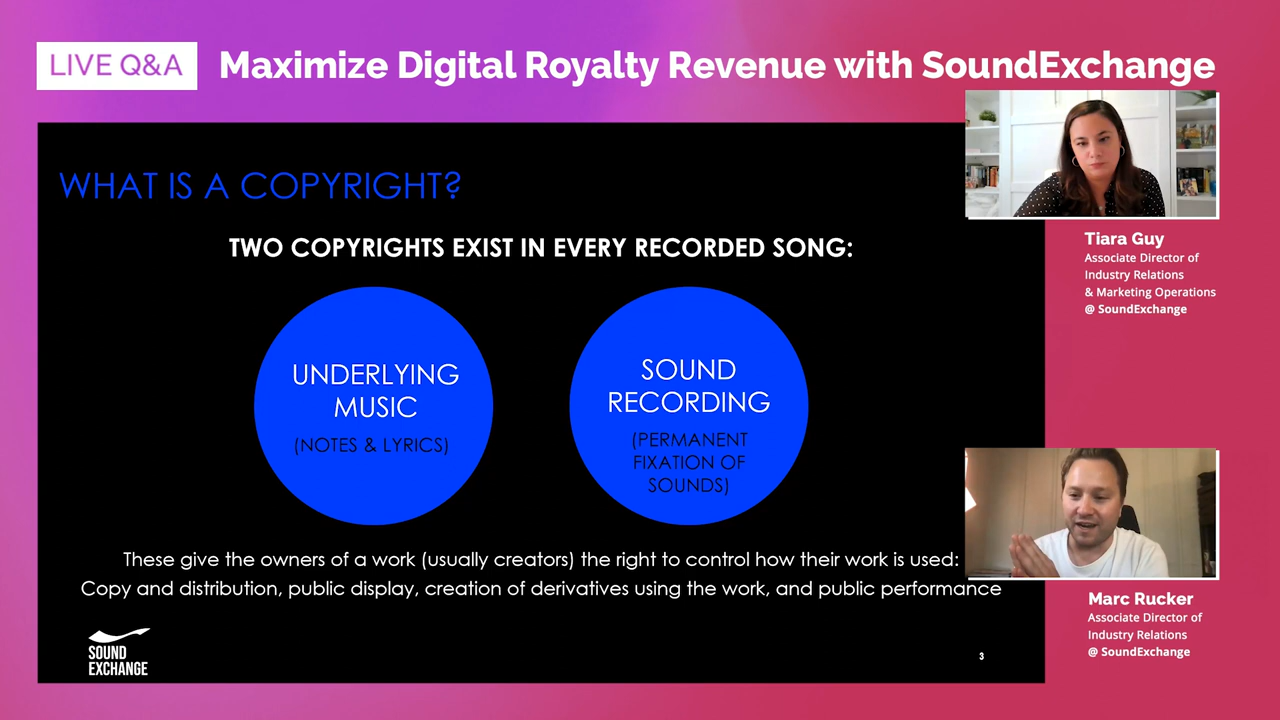 LIVE Q&A
Maximize Digital Royalty Revenue with SoundExchange
WHAT IS A COPYRIGHT?
TWO COPYRIGHTS EXIST IN EVERY RECORDED SONG:
UNDERLYING
MUSIC
(NOTES & LYRICS)
SOUND
RECORDING
(PERMANENT
FIXATION OF
SOUNDS)
These give the owners of a work (usually creators) the right to control how their work is used:
Copy and distribution, public display, creation of derivatives using the work, and public performance
SOUND
EXCHANGE
3
Tiara Guy
Associate Director of
Industry Relations
& Marketing Operations
@ SoundExchange
Marc Rucker
Associate Director of
Industry Relations
@ SoundExchange